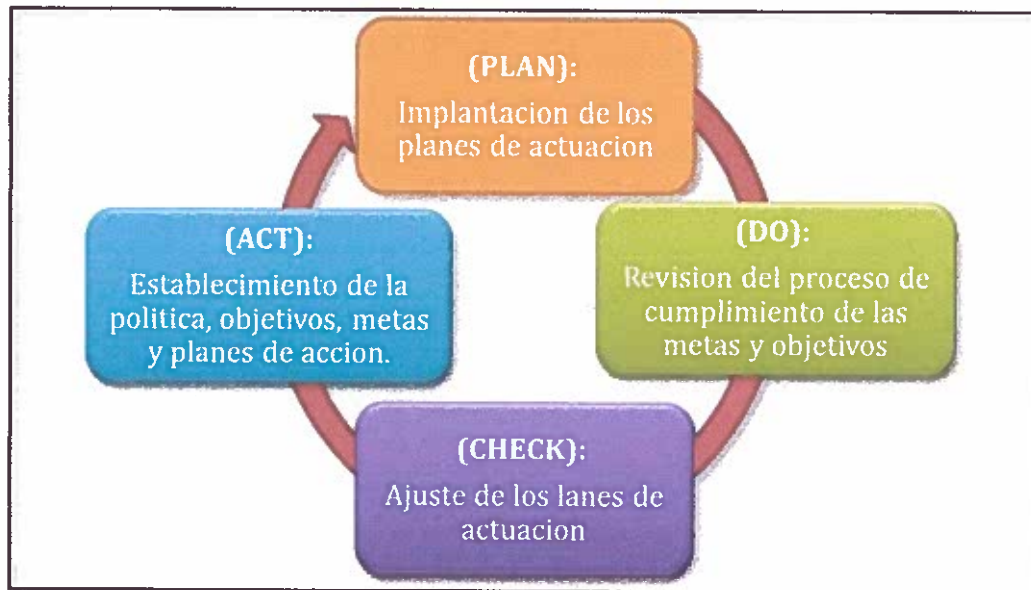 (PLAN):
Implantacion de los
planes de actuacion
(DO):
Revision del proceso de
cumplimiento de las
metas y objetivos
(CHECK):
Ajuste de los lanes de
actuacion
(ACT):
Establecimiento de la
politica, objetivos, metas
y planes de accion.